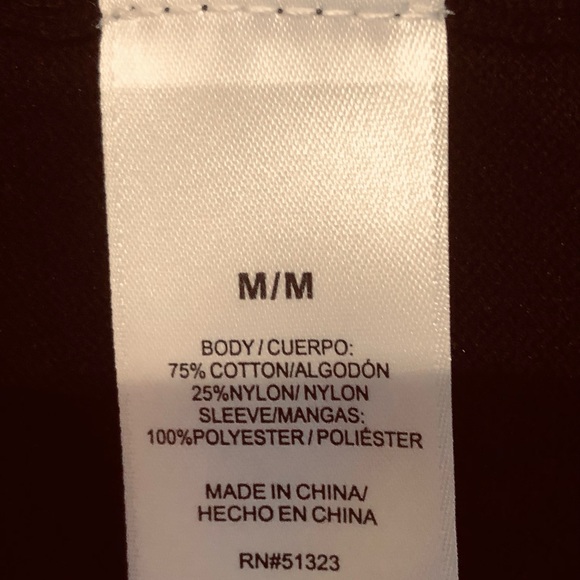 M/M
BODY/CUERPO:
75% COTTON/ALGODÓN
25%NYLON/NYLON
SLEEVE/MANGAS:
100%POLYESTER/POLIÉSTER
MADE IN CHINA/
HECHO EN CHINA
RN#51323